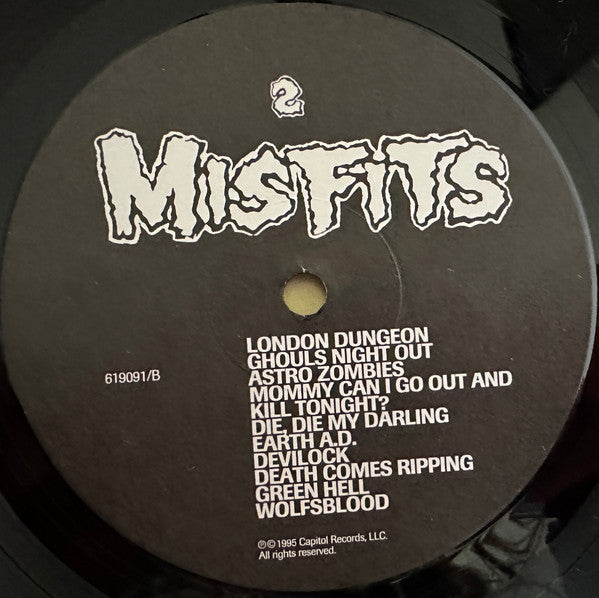 2
MISFITS
LONDON DUNGEON
GHOULS NIGHT OUT
ASTRO ZOMBIES
MOMMY CAN I GO OUT AND
KILL TONIGHT?
DIE, DIE MY DARLING
EARTH A.D.
DEVILOCK
DEATH COMES RIPPING
GREEN HELL
WOLFSBLOOD
619091/B
℗ © 1995 Capitol Records, LLC.
All rights reserved.